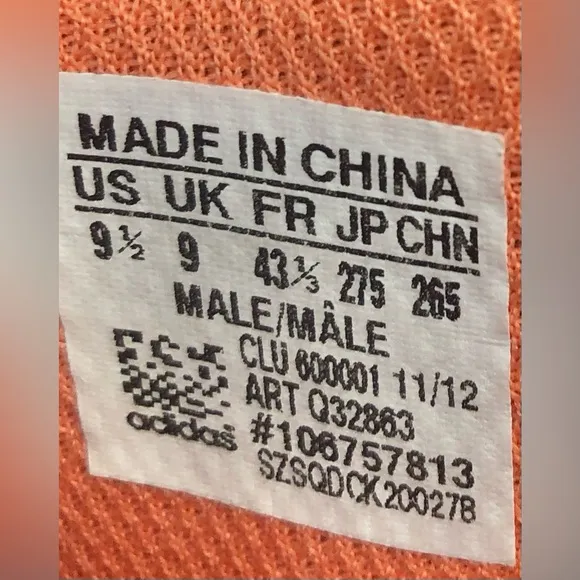 MADE IN CHINA
US UK FR JP CHN
9½ 9 43⅓ 275 265
MALE/MÂLE
CLU 600001 11/12
ART Q32863
#106757813
SZSQDCK200278
adidas